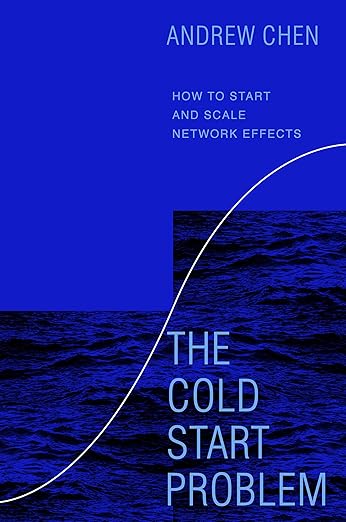 ANDREW CHEN
HOW TO START
AND SCALE
NETWORK EFFECTS
THE
COLD
START
PROBLEM